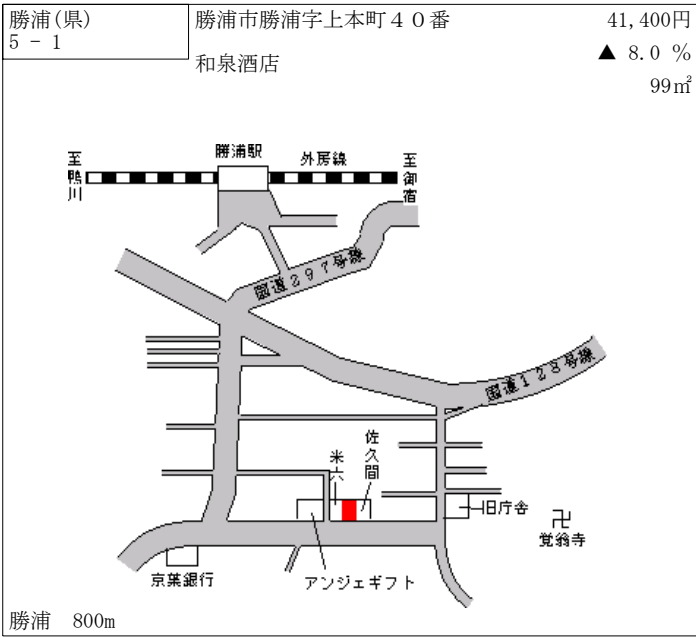 勝浦(県)
5 - 1
勝浦市勝浦字上本町４０番
和泉酒店
41,400円
▲ 8.0 %
99㎡
至鴨川
勝浦駅
外房線
至御宿
国道２９７号線
国道１２８号線
米六
佐久間
旧庁舎
卍
覚翁寺
京葉銀行
アンジェギフト
勝浦　800m